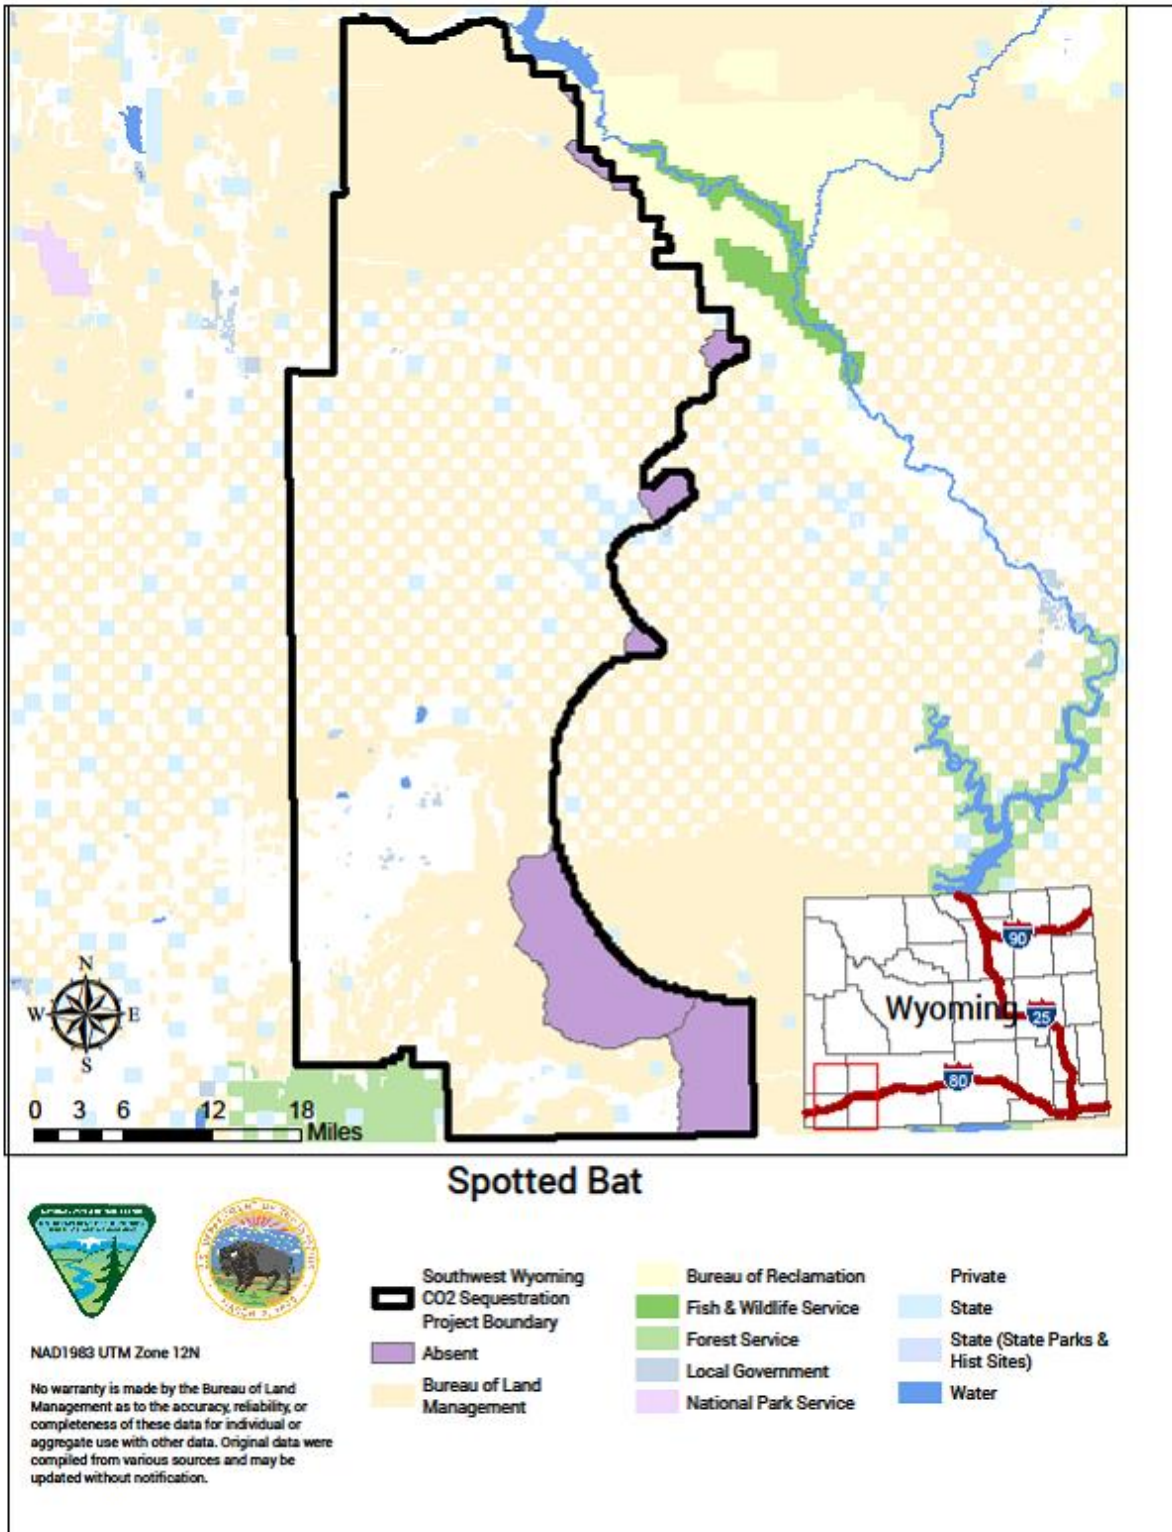 N
W
E
S
0 3 6 12 18
Miles
90
Wyoming
25
80
Spotted Bat
NAD1983 UTM Zone 12N
No warranty is made by the Bureau of Land
Management as to the accuracy, reliability, or
completeness of these data for individual or
aggregate use with other data. Original data were
compiled from various sources and may be
updated without notification.
Southwest Wyoming
CO2 Sequestration
Project Boundary
Absent
Bureau of Land
Management
Bureau of Reclamation
Fish & Wildlife Service
Forest Service
Local Government
National Park Service
Private
State
State (State Parks &
Hist Sites)
Water